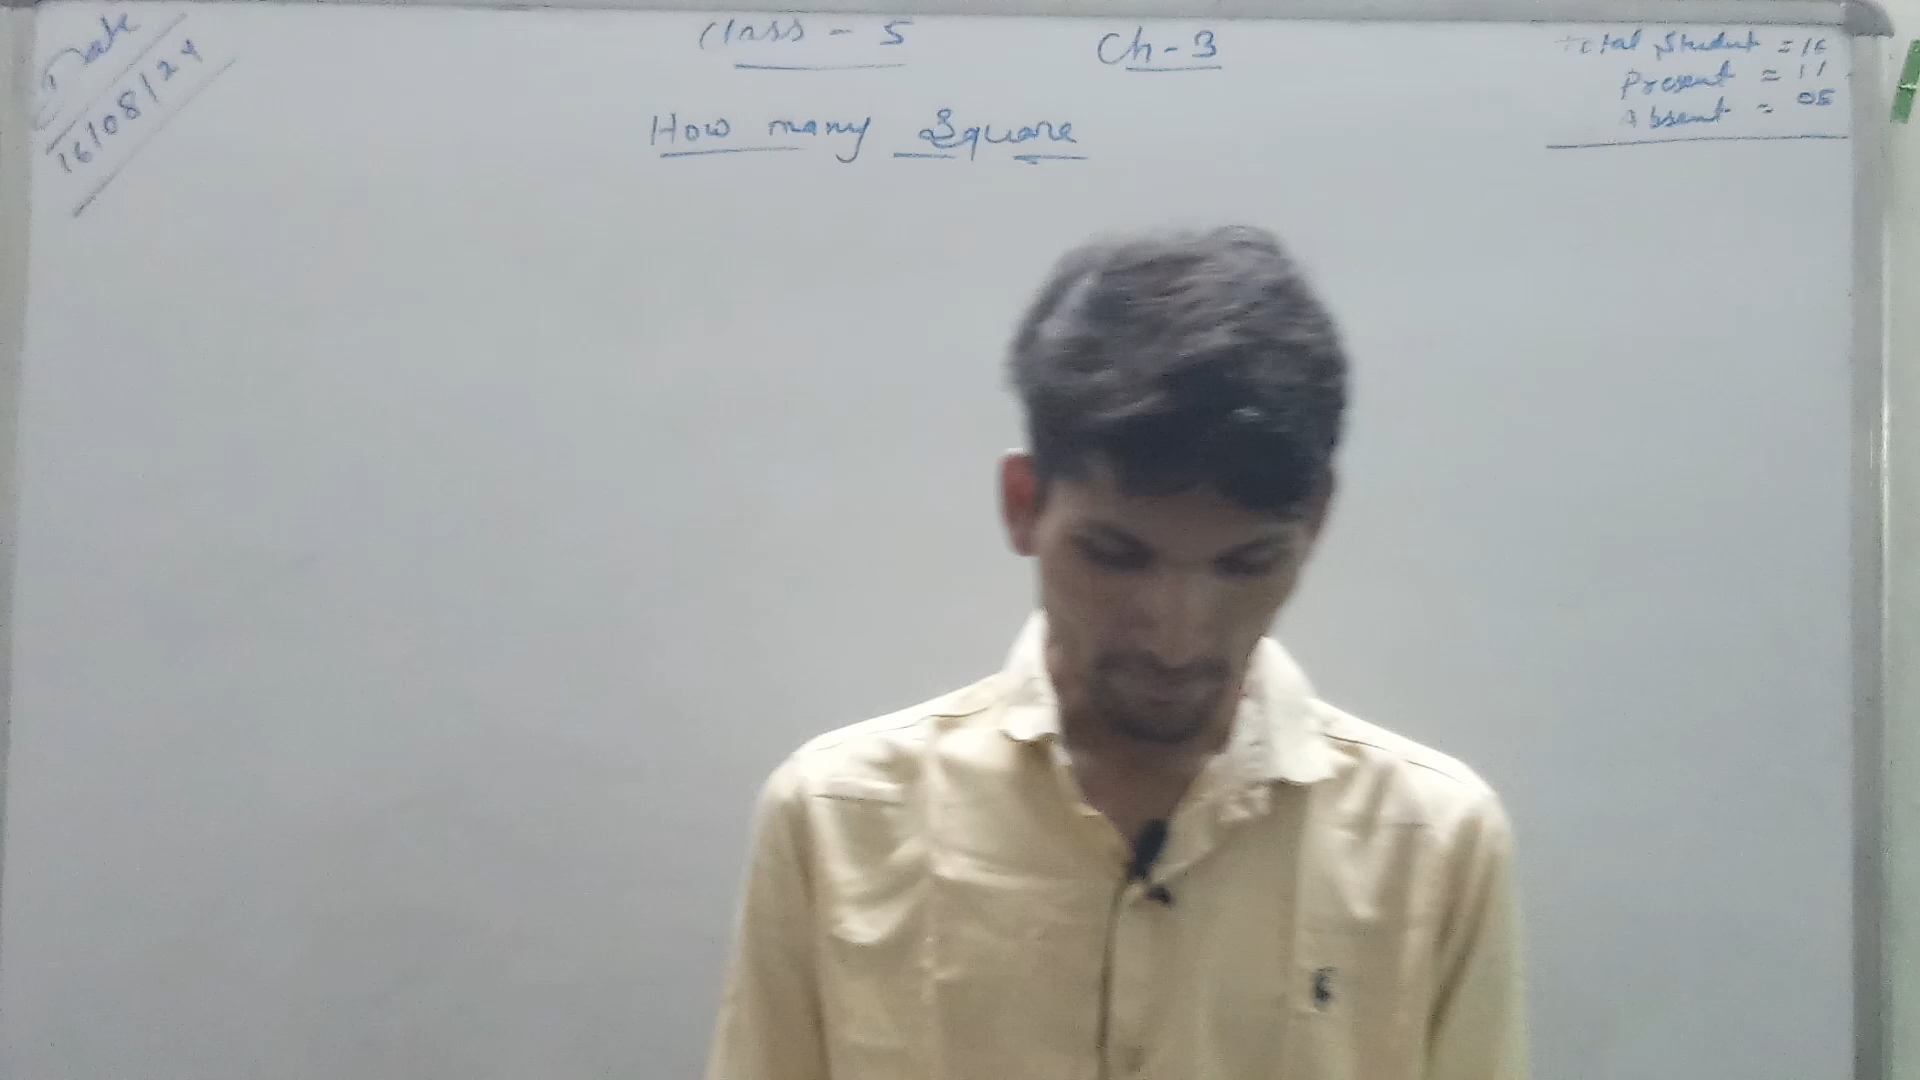 Date
16/08/24
Class - 5
Ch - 3
How many Square
Total Student = 16
Present = 11
Absent = 05